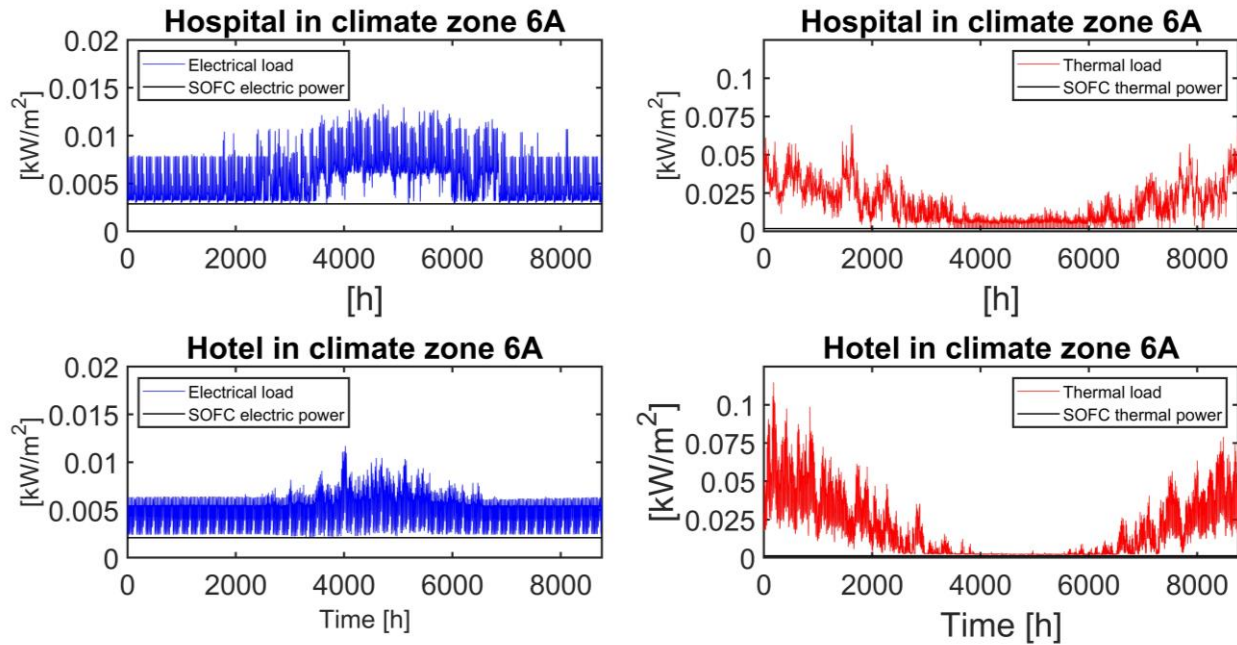 Hospital in climate zone 6A
0.02
0.015
0.01
0.005
0
[kW/m²]
Electrical load
SOFC electric power
0 2000 4000 6000 8000
[h]
Hospital in climate zone 6A
0.1
0.075
0.05
0.025
0
[kW/m²]
Thermal load
SOFC thermal power
0 2000 4000 6000 8000
[h]
Hotel in climate zone 6A
0.02
0.015
0.01
0.005
0
[kW/m²]
Electrical load
SOFC electric power
0 2000 4000 6000 8000
Time [h]
Hotel in climate zone 6A
0.1
0.075
0.05
0.025
0
[kW/m²]
Thermal load
SOFC thermal power
0 2000 4000 6000 8000
Time [h]